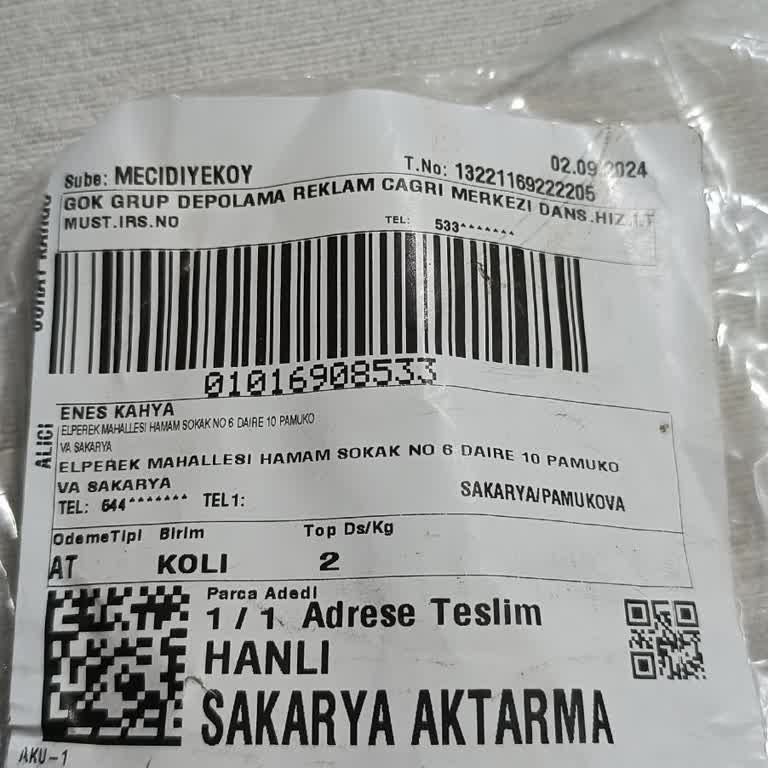 02.09.2024
Sube: MECIDIYEKOY T.No: 13221169222205
GOK GRUP DEPOLAMA REKLAM CAGRI MERKEZI DANS.HIZ.LT
MUST.IRS.NO TEL: 533*******
01016908533
ALICI
ENES KAHYA
ELPEREK MAHALLESI HAMAM SOKAK NO 6 DAIRE 10 PAMUKO
VA SAKARYA
ELPEREK MAHALLESI HAMAM SOKAK NO 6 DAIRE 10 PAMUKO
VA SAKARYA
TEL: 544******* TEL1: SAKARYA/PAMUKOVA
OdemeTipi Birim Top Ds/Kg
AT KOLI 2
Parca Adedi
1 / 1 Adrese Teslim
HANLI
SAKARYA AKTARMA
AKU-1